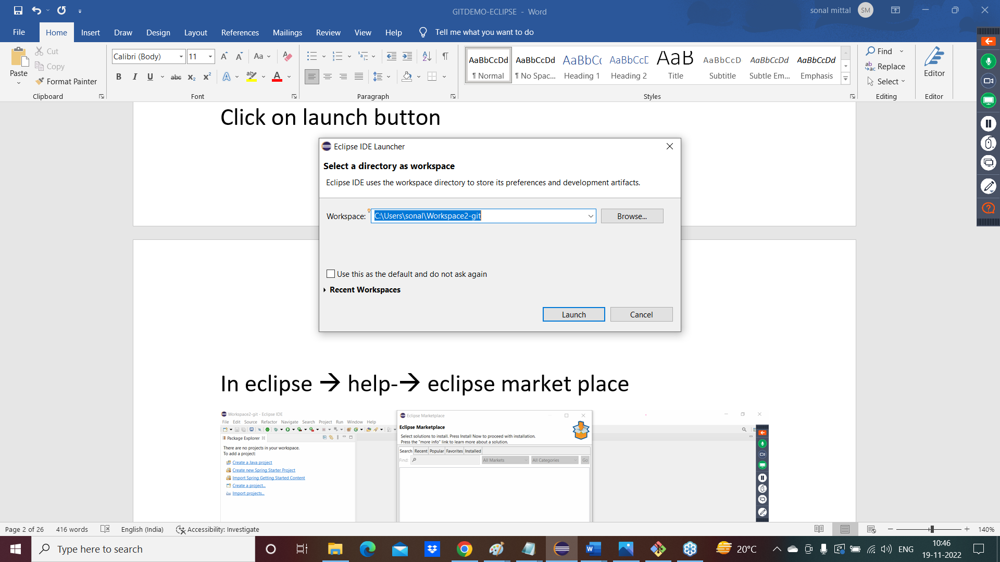 GITDEMO-ECLIPSE - Word
sonal mittal SM
File Home Insert Draw Design Layout References Mailings Review View Help Tell me what you want to do
Paste
Cut
Copy
Format Painter
Clipboard
Calibri (Body) 11
Font
Paragraph
AaBbCcDd AaBbCcDd AaBbCc AaBbCcC AaB AaBbCcD AaBbCcDd AaBbCcDd
¶ Normal ¶ No Spac... Heading 1 Heading 2 Title Subtitle Subtle Em... Emphasis
Styles
Find
Replace
Select
Editing
Editor
Editor
Click on launch button
Eclipse IDE Launcher
Select a directory as workspace
Eclipse IDE uses the workspace directory to store its preferences and development artifacts.
Workspace: C:\Users\sonal\Workspace2-git Browse...
Use this as the default and do not ask again
Recent Workspaces
Launch Cancel
In eclipse → help-→ eclipse market place
Workspace2-git - Eclipse IDE
File Edit Source Refactor Navigate Search Project Run Window Help
Package Explorer
There are no projects in your workspace.
To add a project:
Create a Java project
Create new Spring Starter Project
Import Spring Getting Started Content
Create a project...
Import projects...
Eclipse Marketplace
Eclipse Marketplace
Select solutions to install. Press Install Now to proceed with installation.
Press the "more info" link to learn more about a solution.
Search Recent Popular Favorites Installed
Find: All Markets All Categories Go
Page 2 of 26 416 words English (India) Accessibility: Investigate 140%
Type here to search
20°C ENG
10:46
19-11-2022